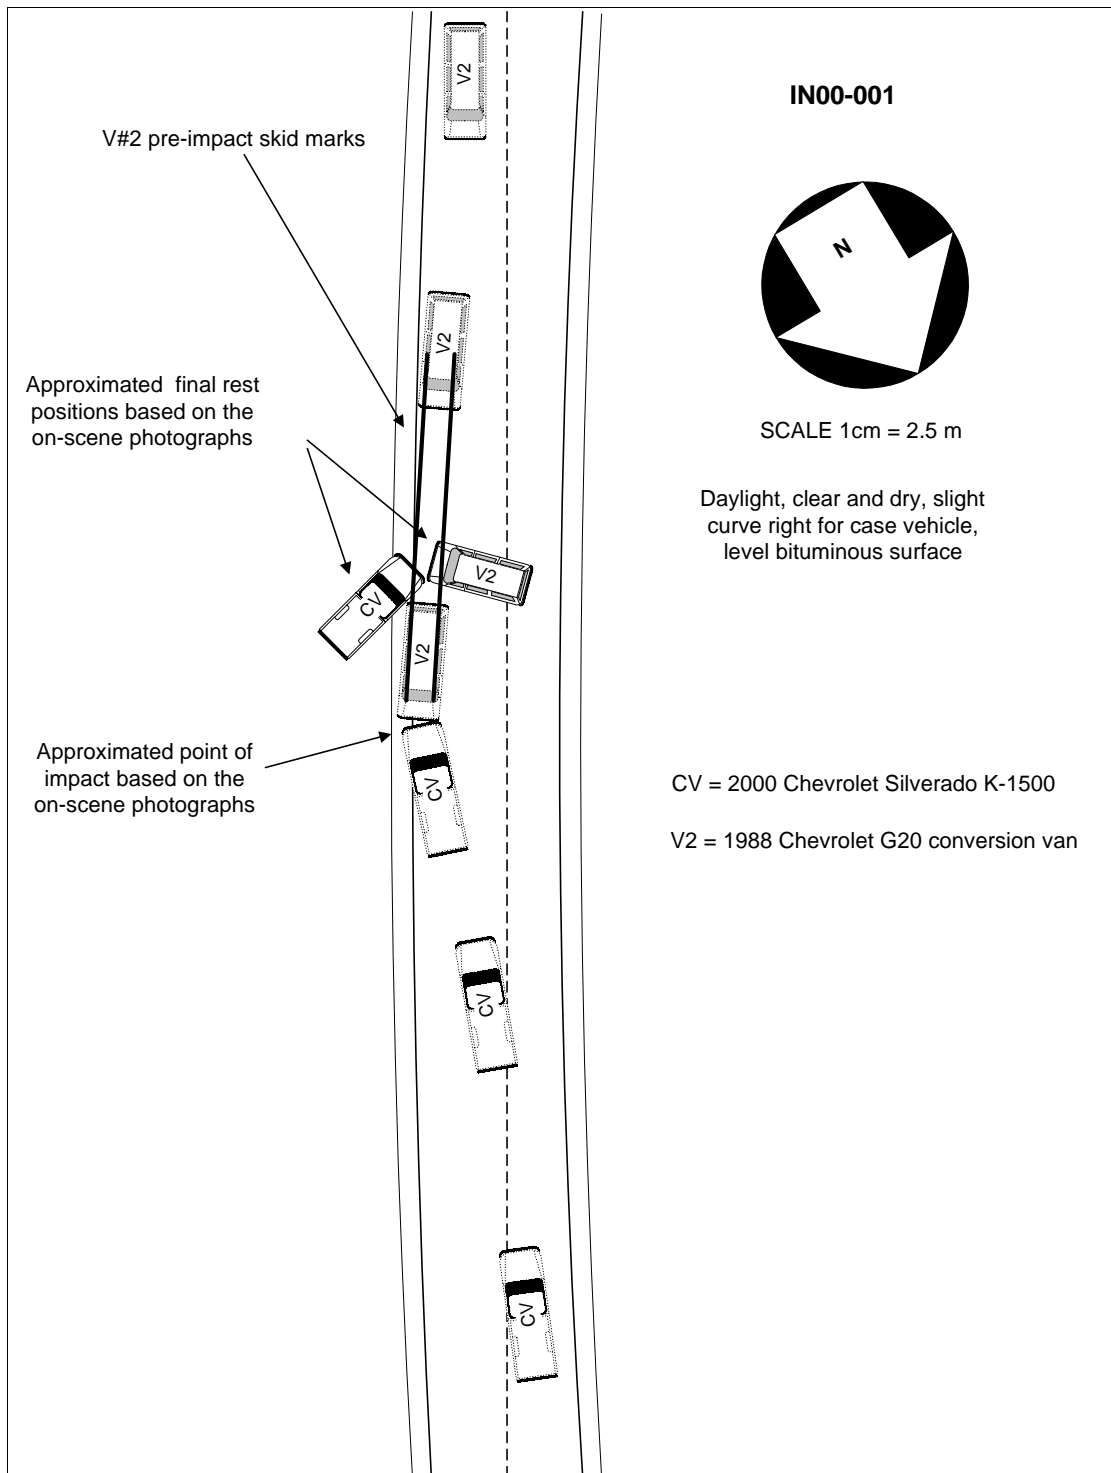 V2
IN00-001
V#2 pre-impact skid marks
N
V2
Approximated final rest
positions based on the
on-scene photographs
SCALE 1cm = 2.5 m
Daylight, clear and dry, slight
curve right for case vehicle,
level bituminous surface
V2
CV
V2
Approximated point of
impact based on the
on-scene photographs
CV
CV = 2000 Chevrolet Silverado K-1500
V2 = 1988 Chevrolet G20 conversion van
CV
CV